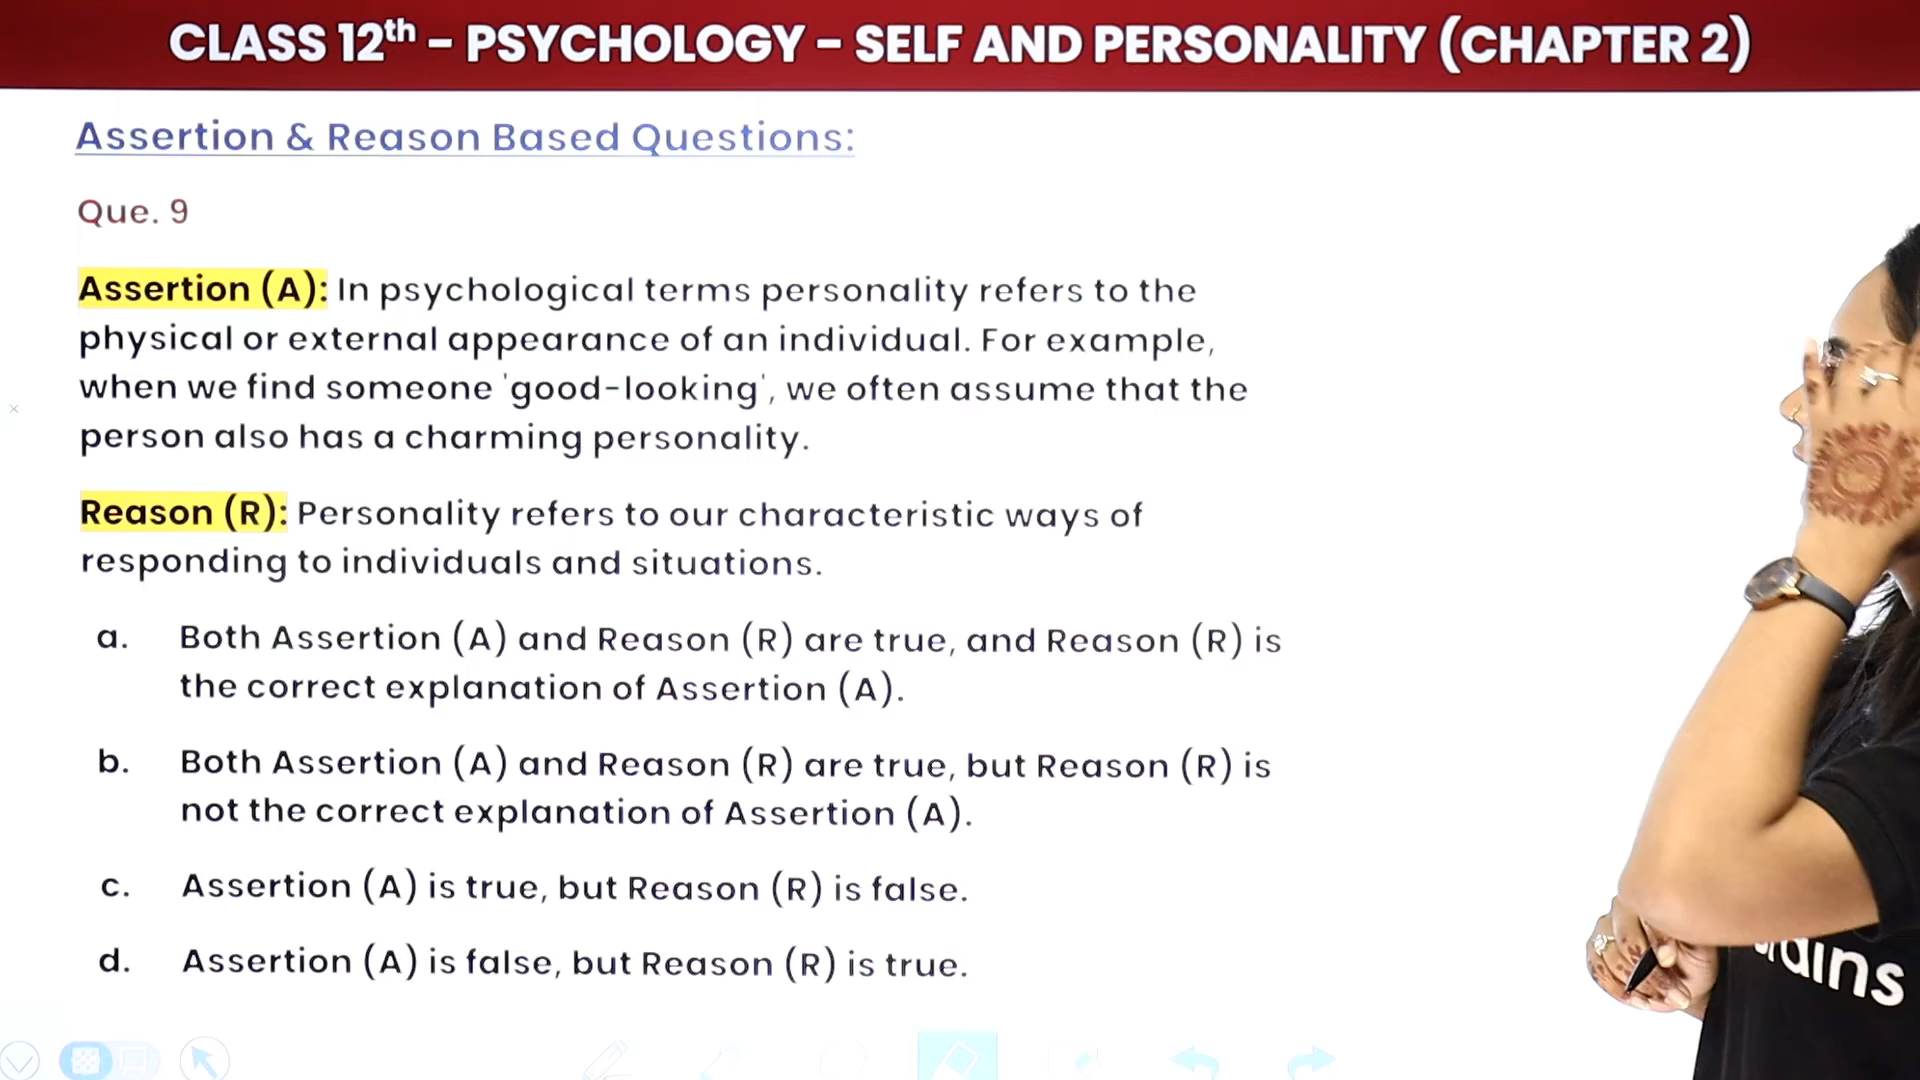 CLASS 12th - PSYCHOLOGY - SELF AND PERSONALITY (CHAPTER 2)
Assertion & Reason Based Questions:
Que. 9
Assertion (A): In psychological terms personality refers to the
physical or external appearance of an individual. For example,
when we find someone 'good-looking', we often assume that the
person also has a charming personality.
Reason (R): Personality refers to our characteristic ways of
responding to individuals and situations.
a. Both Assertion (A) and Reason (R) are true, and Reason (R) is
the correct explanation of Assertion (A).
b. Both Assertion (A) and Reason (R) are true, but Reason (R) is
not the correct explanation of Assertion (A).
c. Assertion (A) is true, but Reason (R) is false.
d. Assertion (A) is false, but Reason (R) is true.